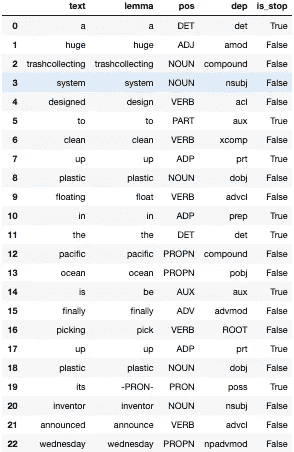 text lemma pos dep is_stop
0 a a DET det True
1 huge huge ADJ amod False
2 trashcollecting trashcollecting NOUN compound False
3 system system NOUN nsubj False
4 designed design VERB acl False
5 to to PART aux True
6 clean clean VERB xcomp False
7 up up ADP prt True
8 plastic plastic NOUN dobj False
9 floating float VERB advcl False
10 in in ADP prep True
11 the the DET det True
12 pacific pacific PROPN compound False
13 ocean ocean PROPN pobj False
14 is be AUX aux True
15 finally finally ADV advmod False
16 picking pick VERB ROOT False
17 up up ADP prt True
18 plastic plastic NOUN dobj False
19 its -PRON- PRON poss True
20 inventor inventor NOUN nsubj False
21 announced announce VERB advcl False
22 wednesday wednesday PROPN npadvmod False